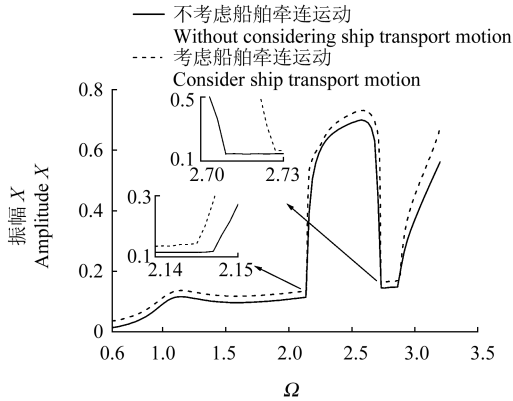 不考虑船舶牵连运动
Without considering ship transport motion
考虑船舶牵连运动
Consider ship transport motion
振幅 X
Amplitude X
0.8
0.6
0.4
0.2
0
0.5
0.1
2.70 2.73
0.3
0.1
2.14 2.15
0.6 1.0 1.5 2.0 2.5 3.0 3.5
Ω